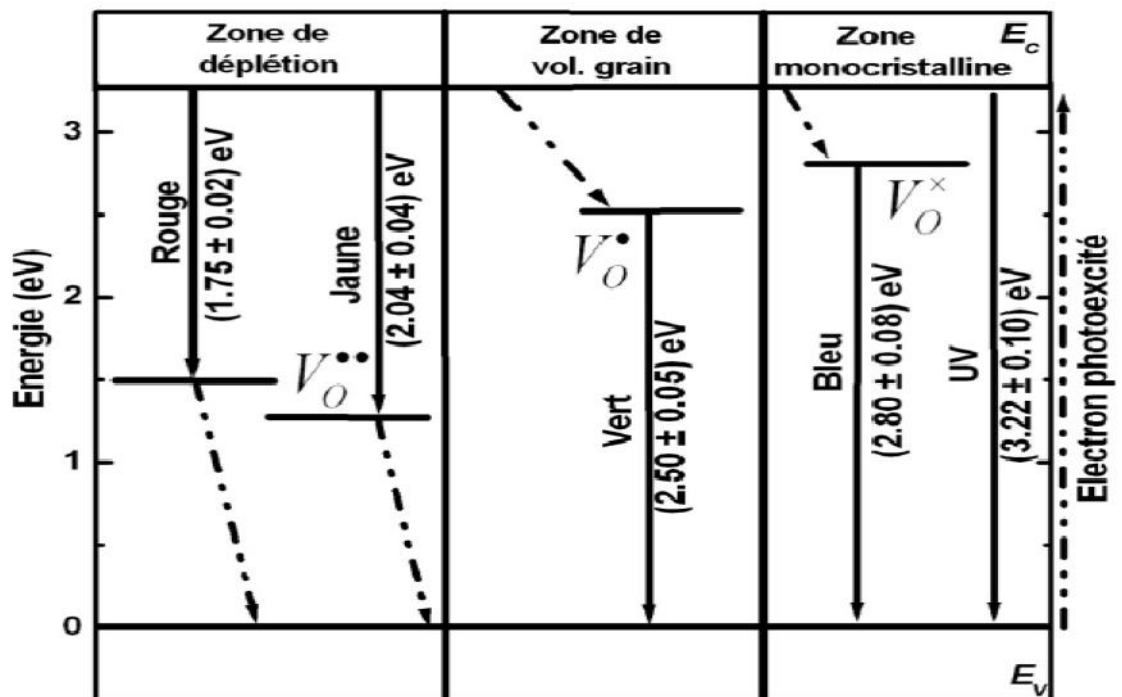 Zone de
déplétion
Zone de
vol. grain
Zone
monocristalline
E_c
Energie (eV)
3
2
1
0
Rouge
(1.75 ± 0.02) eV
Jaune
(2.04 ± 0.04) eV
V_O^••
V_O^•
Vert
(2.50 ± 0.05) eV
V_O^×
Bleu
(2.80 ± 0.08) eV
UV
(3.22 ± 0.10) eV
Electron photoexcité
E_v